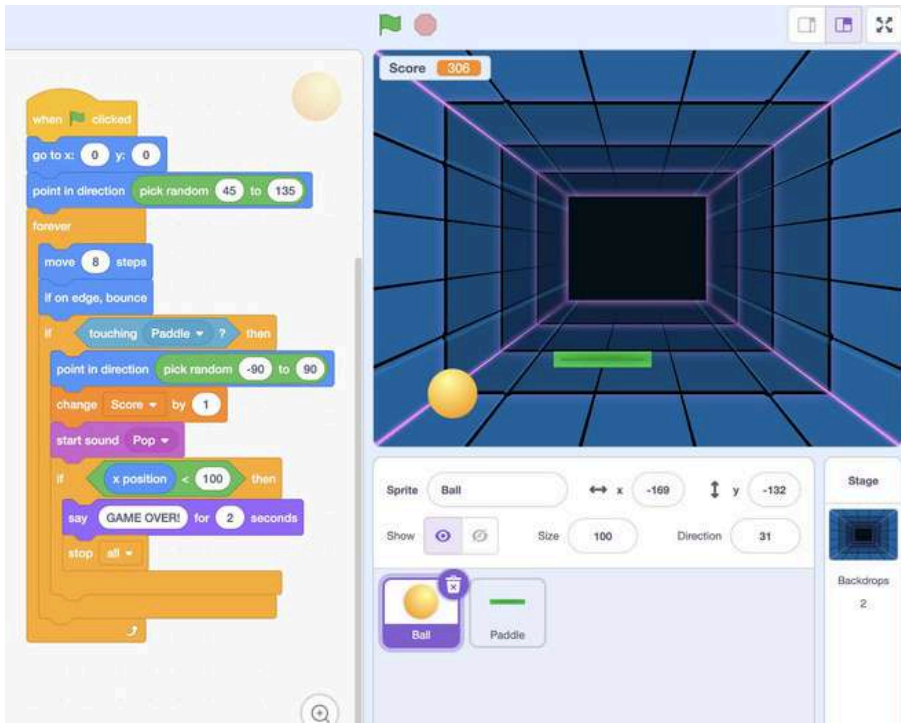 Score 306
when clicked
go to x: 0 y: 0
point in direction pick random 45 to 135
forever
move 8 steps
if on edge, bounce
if touching Paddle ? then
point in direction pick random -90 to 90
change Score by 1
start sound Pop
if x position < 100 then
say GAME OVER! for 2 seconds
stop all
Sprite Ball x -169 y -132
Show Size 100 Direction 31
Ball
Paddle
Stage
Backdrops
2